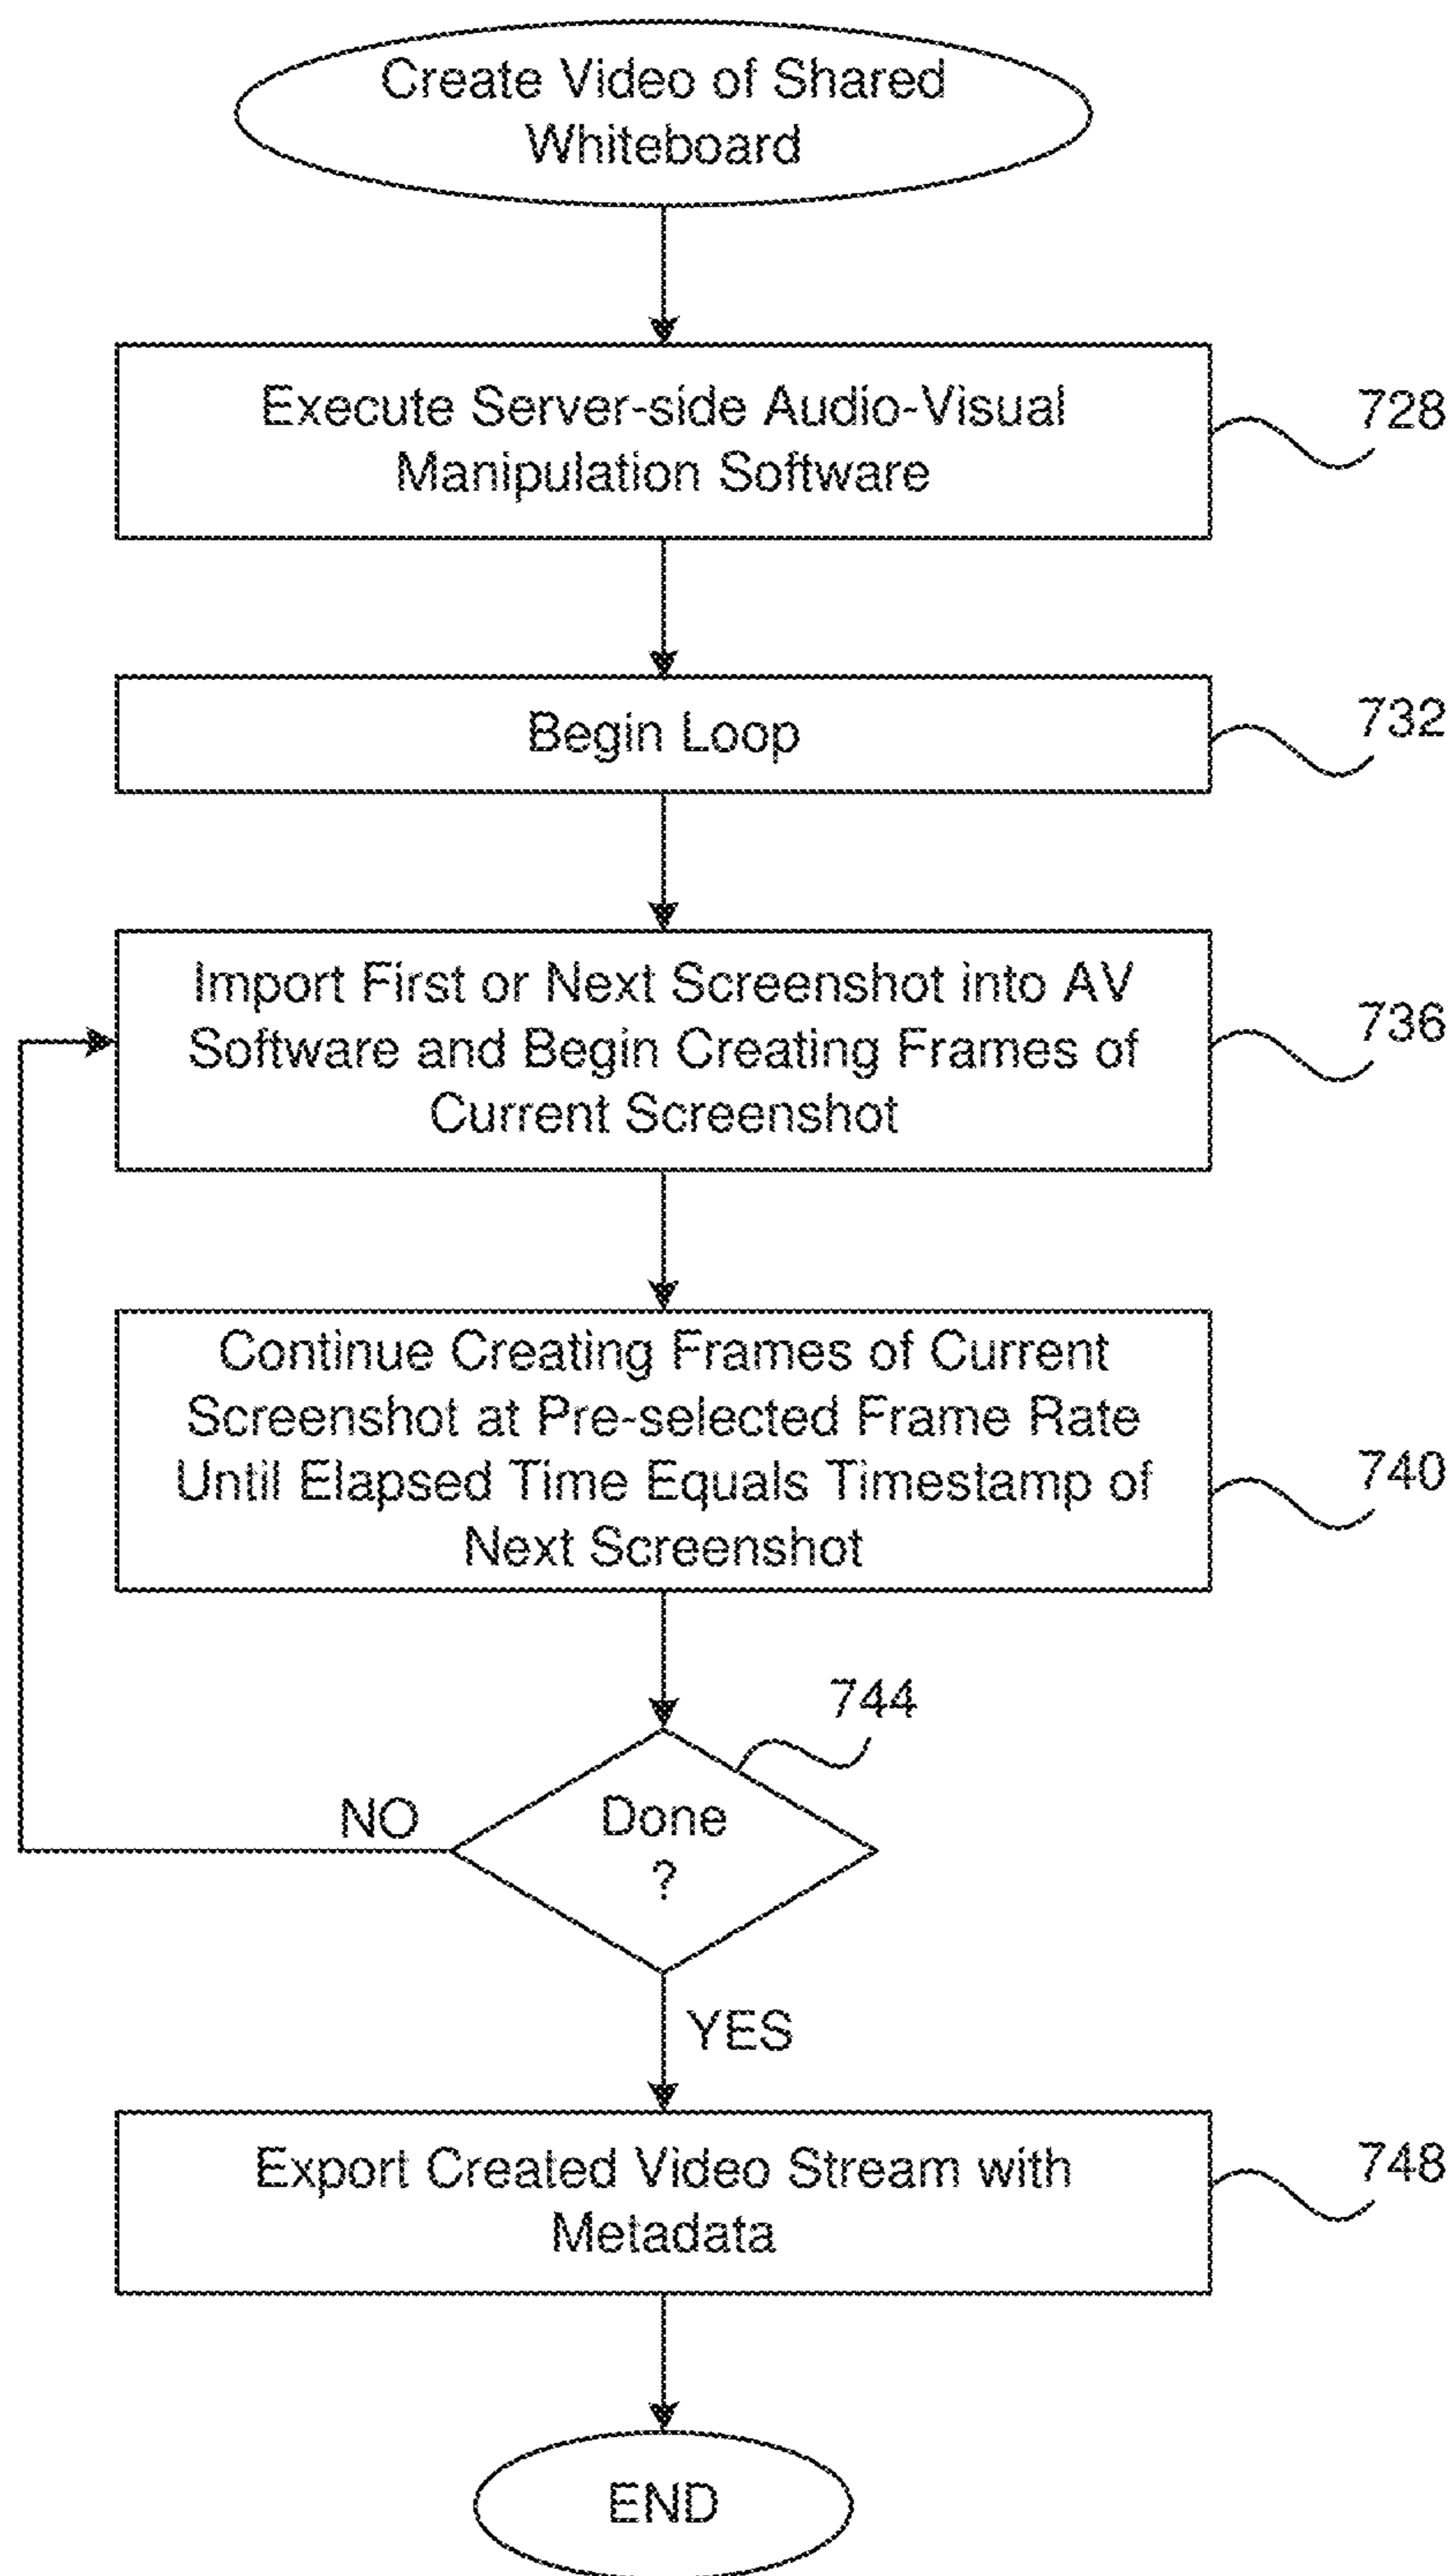 Create Video of Shared
Whiteboard
Execute Server-side Audio-Visual
Manipulation Software
728
Begin Loop
732
Import First or Next Screenshot into AV
Software and Begin Creating Frames of
Current Screenshot
736
Continue Creating Frames of Current
Screenshot at Pre-selected Frame Rate
Until Elapsed Time Equals Timestamp of
Next Screenshot
740
744
Done
?
NO
YES
Export Created Video Stream with
Metadata
748
END